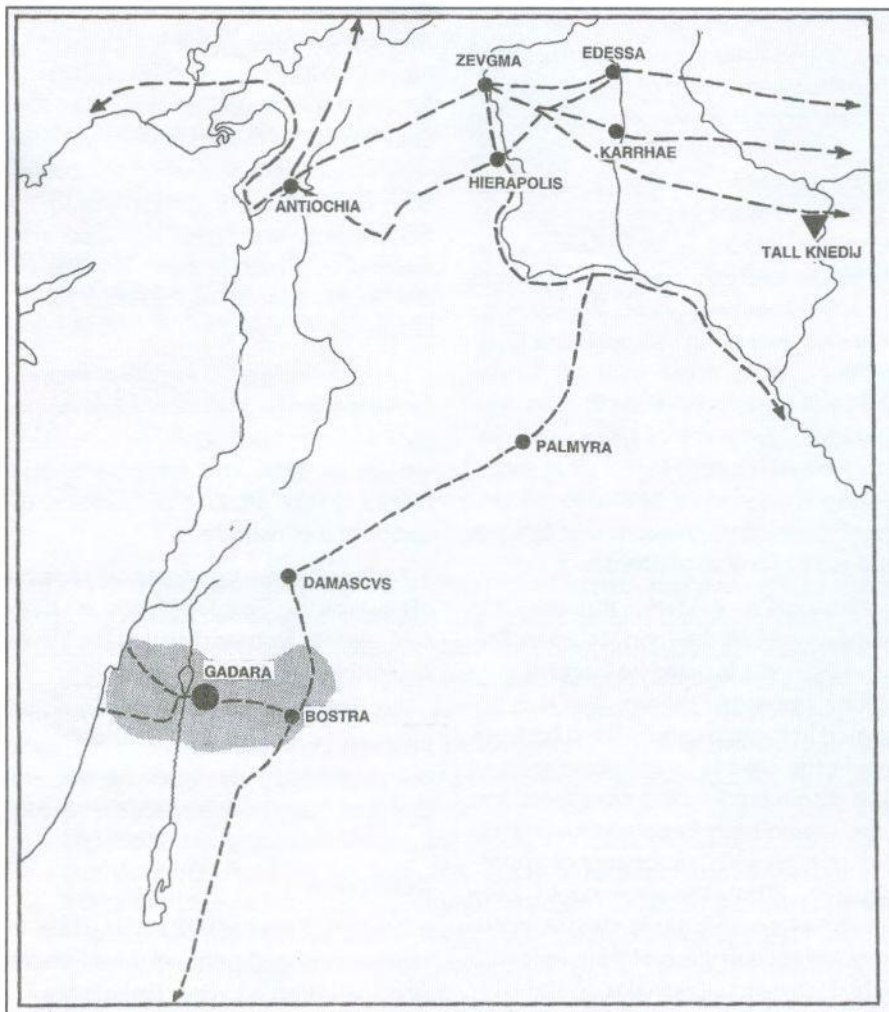 ZEVGMA
EDESSA
KARRHAE
HIERAPOLIS
ANTIOCHIA
TALL KNEDIJ
PALMYRA
DAMASCVS
GADARA
BOSTRA